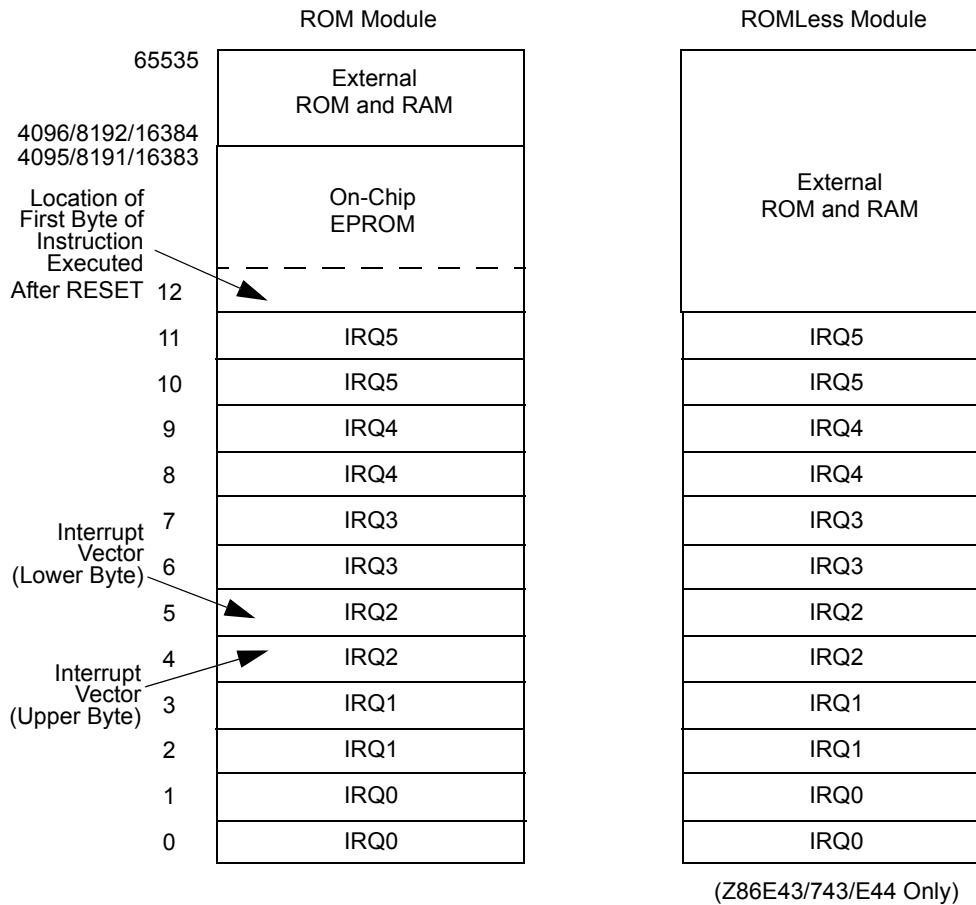 ROM Module
ROMLess Module
65535
External
ROM and RAM
4096/8192/16384
4095/8191/16383
On-Chip
EPROM
Location of
First Byte of
Instruction
Executed
After RESET
12
External
ROM and RAM
11
IRQ5
IRQ5
10
IRQ5
IRQ5
9
IRQ4
IRQ4
8
IRQ4
IRQ4
7
IRQ3
IRQ3
Interrupt
Vector
(Lower Byte)
6
IRQ3
IRQ3
5
IRQ2
IRQ2
4
IRQ2
IRQ2
Interrupt
Vector
(Upper Byte)
3
IRQ1
IRQ1
2
IRQ1
IRQ1
1
IRQ0
IRQ0
0
IRQ0
IRQ0
(Z86E43/743/E44 Only)